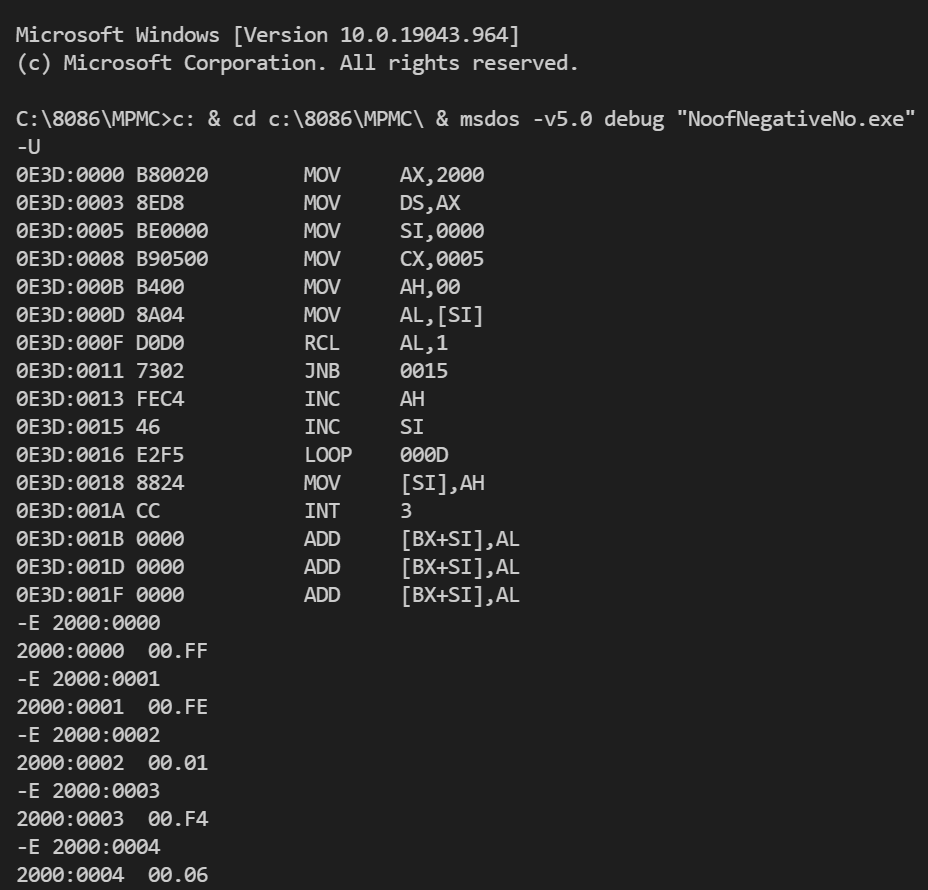 Microsoft Windows [Version 10.0.19043.964]
(c) Microsoft Corporation. All rights reserved.
C:\8086\MPMC>c: & cd c:\8086\MPMC\ & msdos -v5.0 debug "NoofNegativeNo.exe"
-U
0E3D:0000 B80020        MOV     AX,2000
0E3D:0003 8ED8          MOV     DS,AX
0E3D:0005 BE0000        MOV     SI,0000
0E3D:0008 B90500        MOV     CX,0005
0E3D:000B B400          MOV     AH,00
0E3D:000D 8A04          MOV     AL,[SI]
0E3D:000F D0D0          RCL     AL,1
0E3D:0011 7302          JNB     0015
0E3D:0013 FEC4          INC     AH
0E3D:0015 46            INC     SI
0E3D:0016 E2F5          LOOP    000D
0E3D:0018 8824          MOV     [SI],AH
0E3D:001A CC            INT     3
0E3D:001B 0000          ADD     [BX+SI],AL
0E3D:001D 0000          ADD     [BX+SI],AL
0E3D:001F 0000          ADD     [BX+SI],AL
-E 2000:0000
2000:0000  00.FF
-E 2000:0001
2000:0001  00.FE
-E 2000:0002
2000:0002  00.01
-E 2000:0003
2000:0003  00.F4
-E 2000:0004
2000:0004  00.06